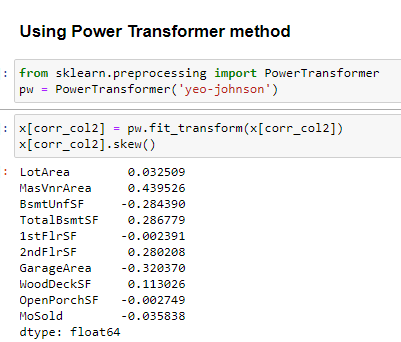 Using Power Transformer method
: from sklearn.preprocessing import PowerTransformer
pw = PowerTransformer('yeo-johnson')
: x[corr_col2] = pw.fit_transform(x[corr_col2])
x[corr_col2].skew()
: LotArea 0.032509
MasVnrArea 0.439526
BsmtUnfSF -0.284390
TotalBsmtSF 0.286779
1stFlrSF -0.002391
2ndFlrSF 0.280208
GarageArea -0.320370
WoodDeckSF 0.113026
OpenPorchSF -0.002749
MoSold -0.035838
dtype: float64